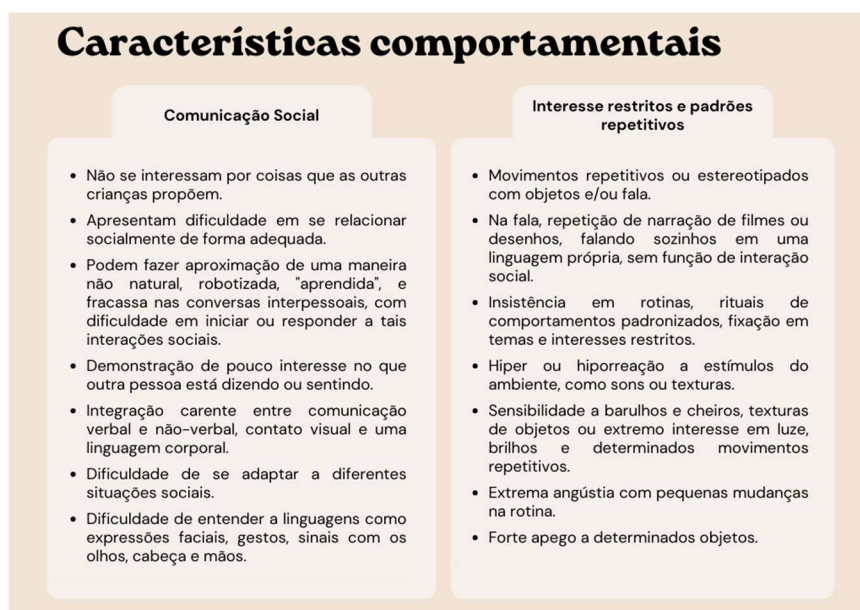 Características comportamentais
Comunicação Social
• Não se interessam por coisas que as outras
crianças propõem.
• Apresentam dificuldade em se relacionar
socialmente de forma adequada.
• Podem fazer aproximação de uma maneira
não natural, robotizada, "aprendida", e
fracassa nas conversas interpessoais, com
dificuldade em iniciar ou responder a tais
interações sociais.
• Demonstração de pouco interesse no que
outra pessoa está dizendo ou sentindo.
• Integração carente entre comunicação
verbal e não-verbal, contato visual e uma
linguagem corporal.
• Dificuldade de se adaptar a diferentes
situações sociais.
• Dificuldade de entender a linguagens como
expressões faciais, gestos, sinais com os
olhos, cabeça e mãos.
Interesse restritos e padrões
repetitivos
• Movimentos repetitivos ou estereotipados
com objetos e/ou fala.
• Na fala, repetição de narração de filmes ou
desenhos, falando sozinhos em uma
linguagem própria, sem função de interação
social.
• Insistência em rotinas, rituais de
comportamentos padronizados, fixação em
temas e interesses restritos.
• Hiper ou hiporreação a estímulos do
ambiente, como sons ou texturas.
• Sensibilidade a barulhos e cheiros, texturas
de objetos ou extremo interesse em luze,
brilhos e determinados movimentos
repetitivos.
• Extrema angústia com pequenas mudanças
na rotina.
• Forte apego a determinados objetos.